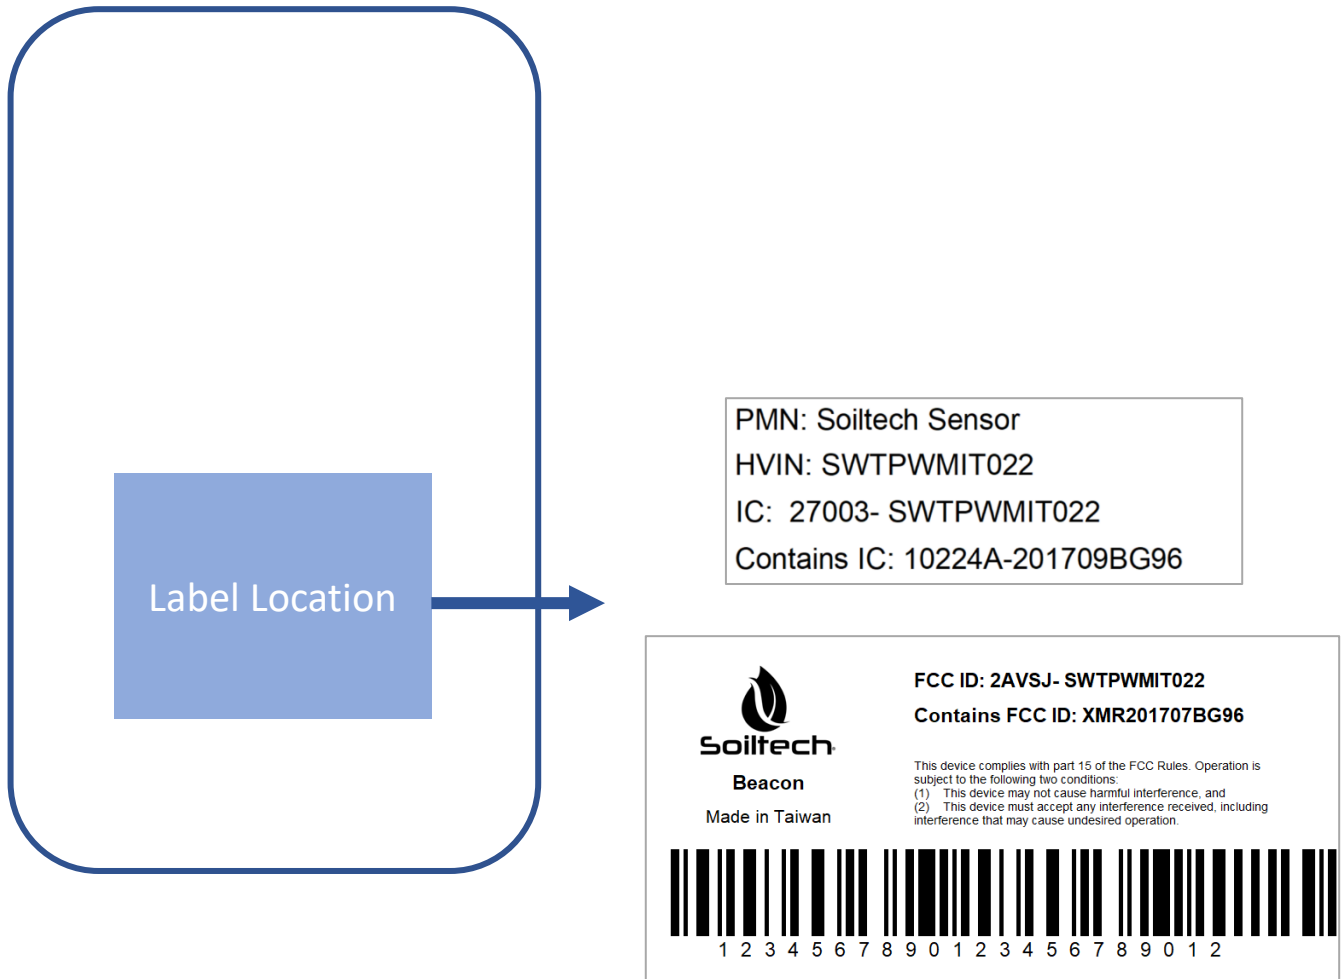 Label Location
PMN: Soiltech Sensor
HVIN: SWTPWMIT022
IC:  27003- SWTPWMIT022
Contains IC: 10224A-201709BG96
Soiltech
Beacon
Made in Taiwan
FCC ID: 2AVSJ- SWTPWMIT022
Contains FCC ID: XMR201707BG96
This device complies with part 15 of the FCC Rules. Operation is
subject to the following two conditions:
(1)    This device may not cause harmful interference, and
(2)    This device must accept any interference received, including
interference that may cause undesired operation.
1 2 3 4 5 6 7 8 9 0 1 2 3 4 5 6 7 8 9 0 1 2